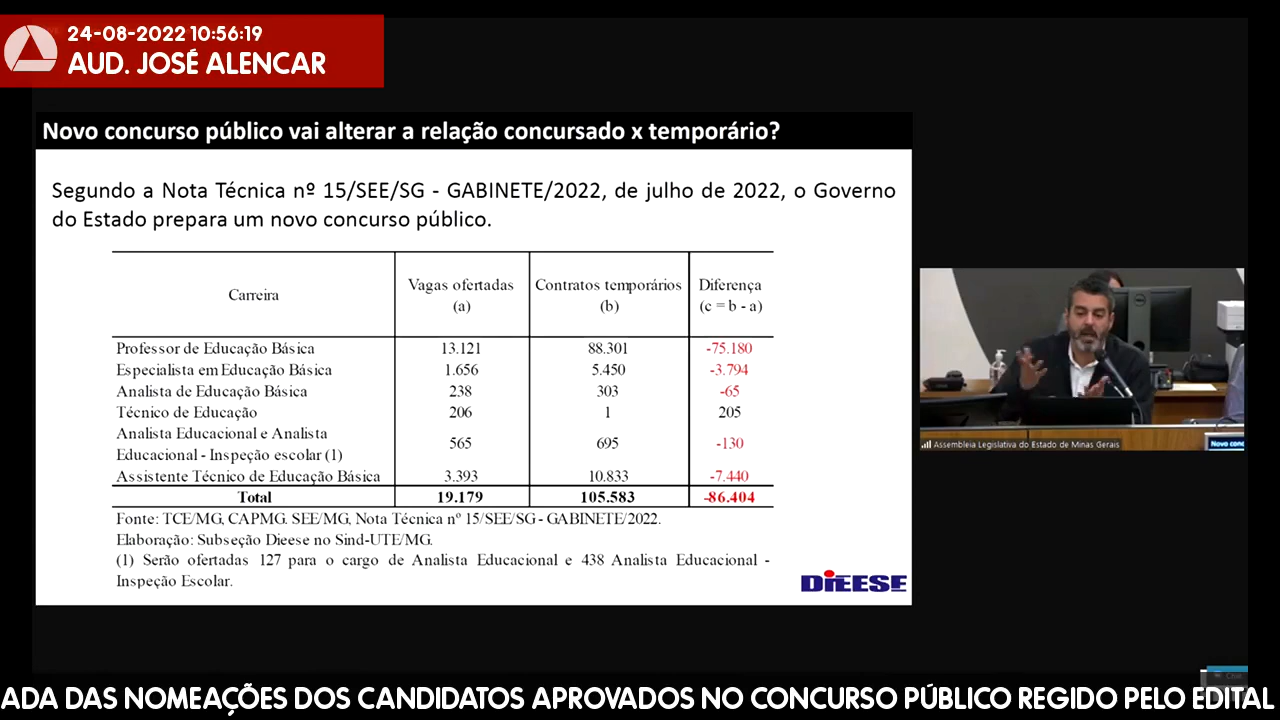 24-08-2022 10:56:19
AUD. JOSÉ ALENCAR
Novo concurso público vai alterar a relação concursado x temporário?
Segundo a Nota Técnica nº 15/SEE/SG - GABINETE/2022, de julho de 2022, o Governo
do Estado prepara um novo concurso público.
Carreira Vagas ofertadas (a) Contratos temporários (b) Diferença (c = b - a)
Professor de Educação Básica 13.121 88.301 -75.180
Especialista em Educação Básica 1.656 5.450 -3.794
Analista de Educação Básica 238 303 -65
Técnico de Educação 206 1 205
Analista Educacional e Analista
Educacional - Inspeção escolar (1) 565 695 -130
Assistente Técnico de Educação Básica 3.393 10.833 -7.440
Total 19.179 105.583 -86.404
Fonte: TCE/MG, CAPMG. SEE/MG, Nota Técnica nº 15/SEE/SG - GABINETE/2022.
Elaboração: Subseção Dieese no Sind-UTE/MG.
(1) Serão ofertadas 127 para o cargo de Analista Educacional e 438 Analista Educacional -
Inspeção Escolar.
DIEESE
Assembleia Legislativa do Estado de Minas Gerais
Novo conc
ADA DAS NOMEAÇÕES DOS CANDIDATOS APROVADOS NO CONCURSO PÚBLICO REGIDO PELO EDITAL